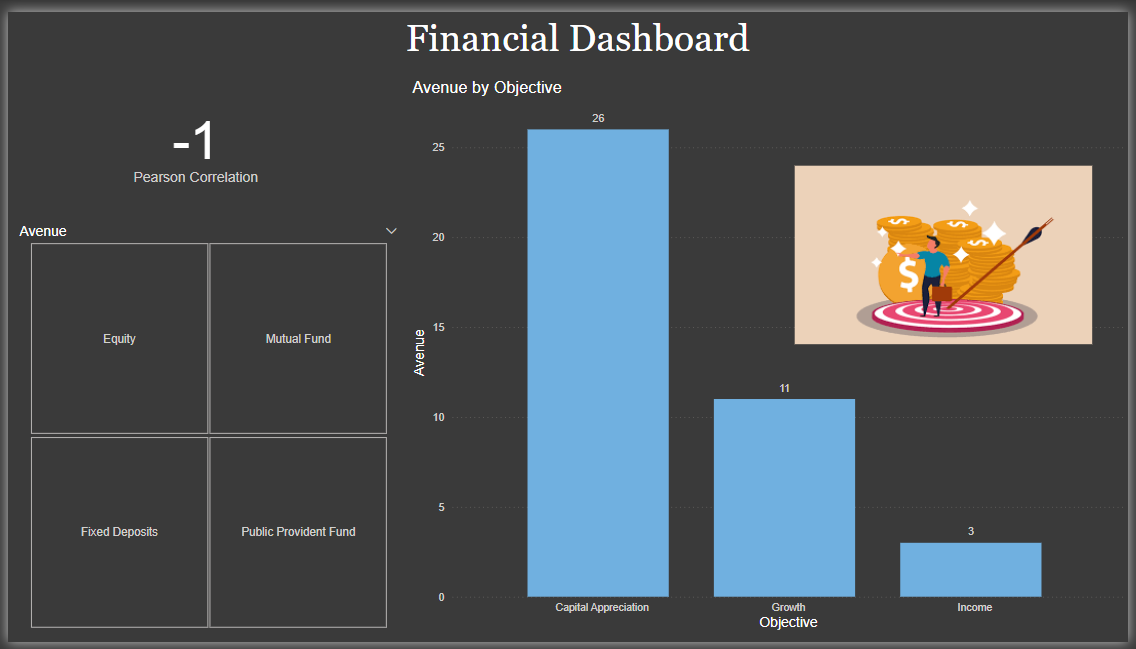 Financial Dashboard
-1
Pearson Correlation
Avenue
Equity
Mutual Fund
Fixed Deposits
Public Provident Fund
Avenue by Objective
Avenue
25
20
15
10
5
0
26
11
3
Capital Appreciation
Growth
Income
Objective
$